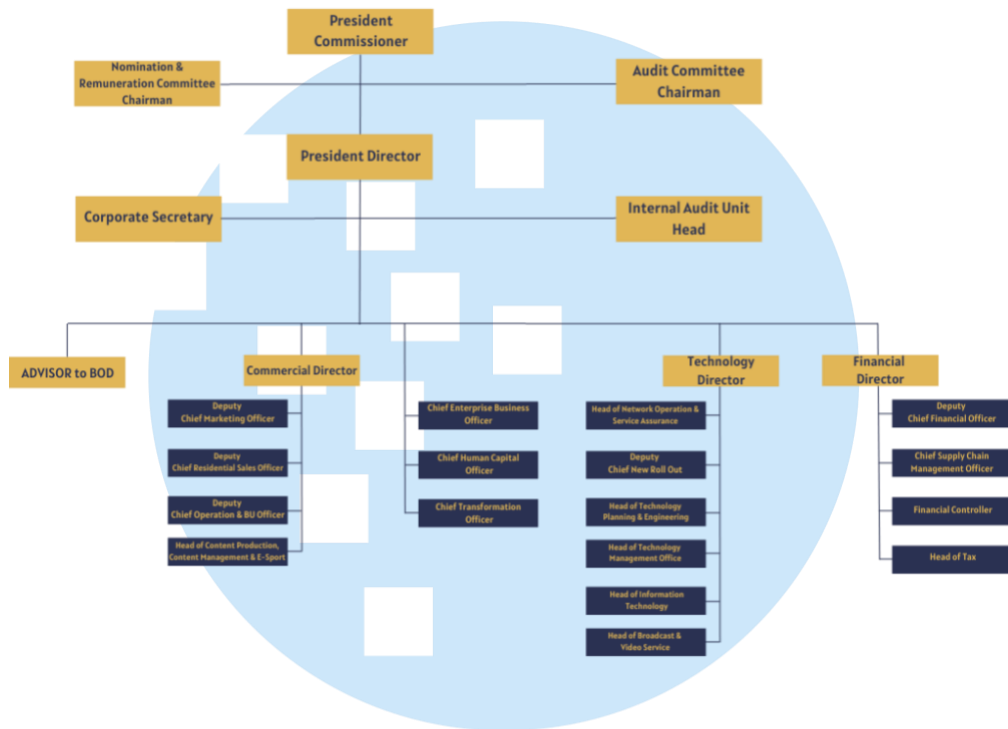 President
Commissioner
Nomination &
Remuneration Committee
Chairman
Audit Committee
Chairman
President Director
Corporate Secretary
Internal Audit Unit
Head
ADVISOR to BOD
Commercial Director
Technology
Director
Financial
Director
Deputy
Chief Marketing Officer
Deputy
Chief Residential Sales Officer
Deputy
Chief Operation & BU Officer
Head of Content Production,
Content Management & E-Sport
Chief Enterprise Business
Officer
Chief Human Capital
Officer
Chief Transformation
Officer
Head of Network Operation &
Service Assurance
Deputy
Chief New Roll Out
Head of Technology
Planning & Engineering
Head of Technology
Management Office
Head of Information
Technology
Head of Broadcast &
Video Service
Deputy
Chief Financial Officer
Chief Supply Chain
Management Officer
Financial Controller
Head of Tax